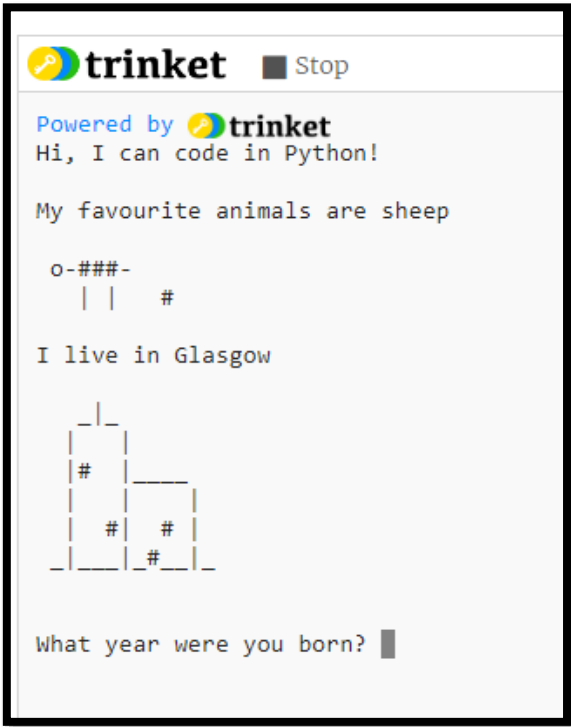 trinket Stop
Powered by trinket
Hi, I can code in Python!
My favourite animals are sheep
 o-###-
   | |   #
I live in Glasgow
   _|_
  |   |
  |#  |____
  |   |    |
  |  #|  # |
 _|___|_#__|_
What year were you born?